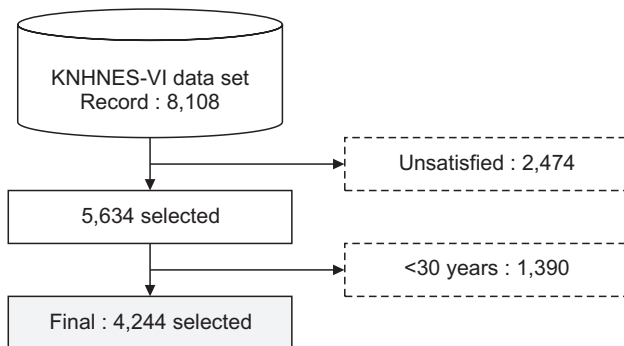 KNHNES-VI data set
Record : 8,108
Unsatisfied : 2,474
5,634 selected
<30 years : 1,390
Final : 4,244 selected